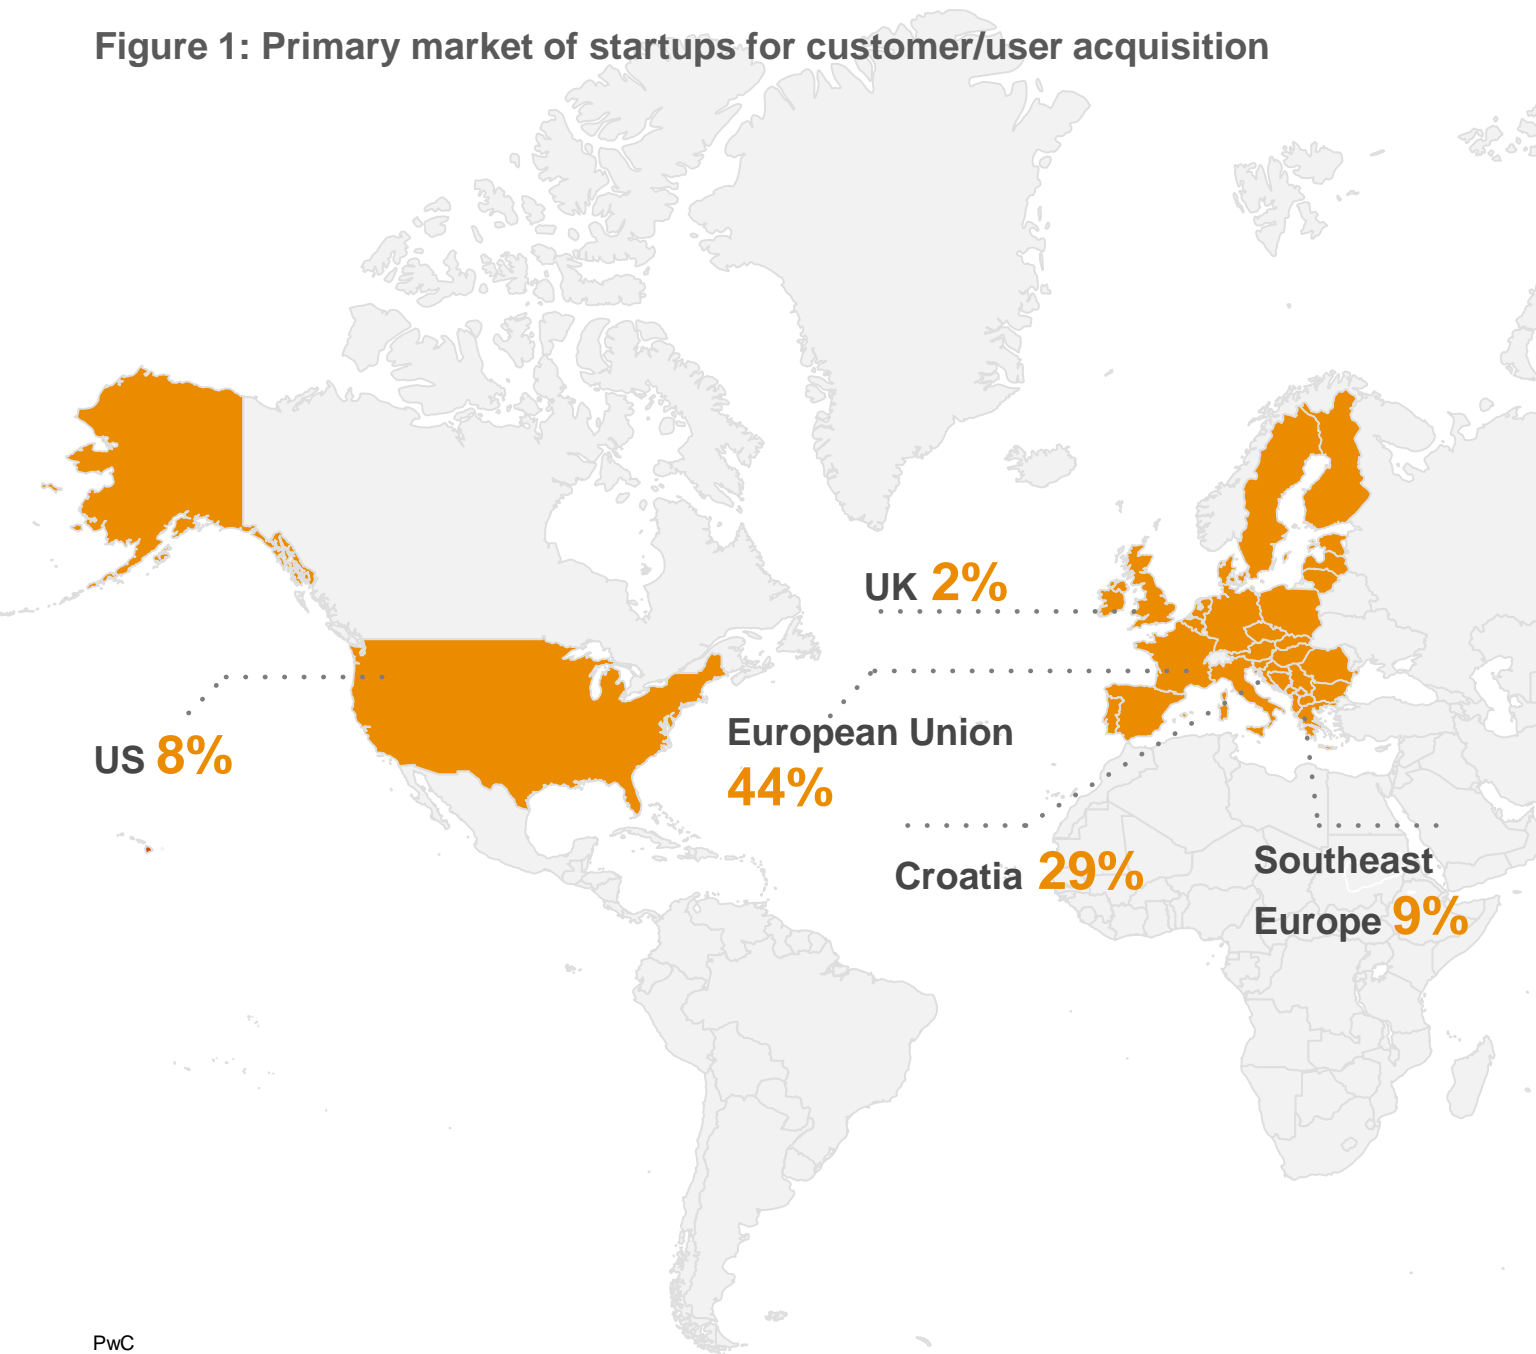 Figure 1: Primary market of startups for customer/user acquisition
UK 2%
US 8%
European Union
44%
Croatia 29%
Southeast
Europe 9%
PwC